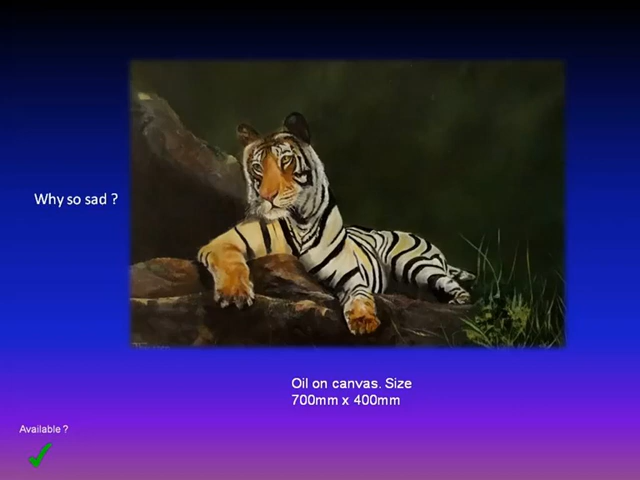 Why so sad ?
Oil on canvas. Size
700mm x 400mm
Available ?